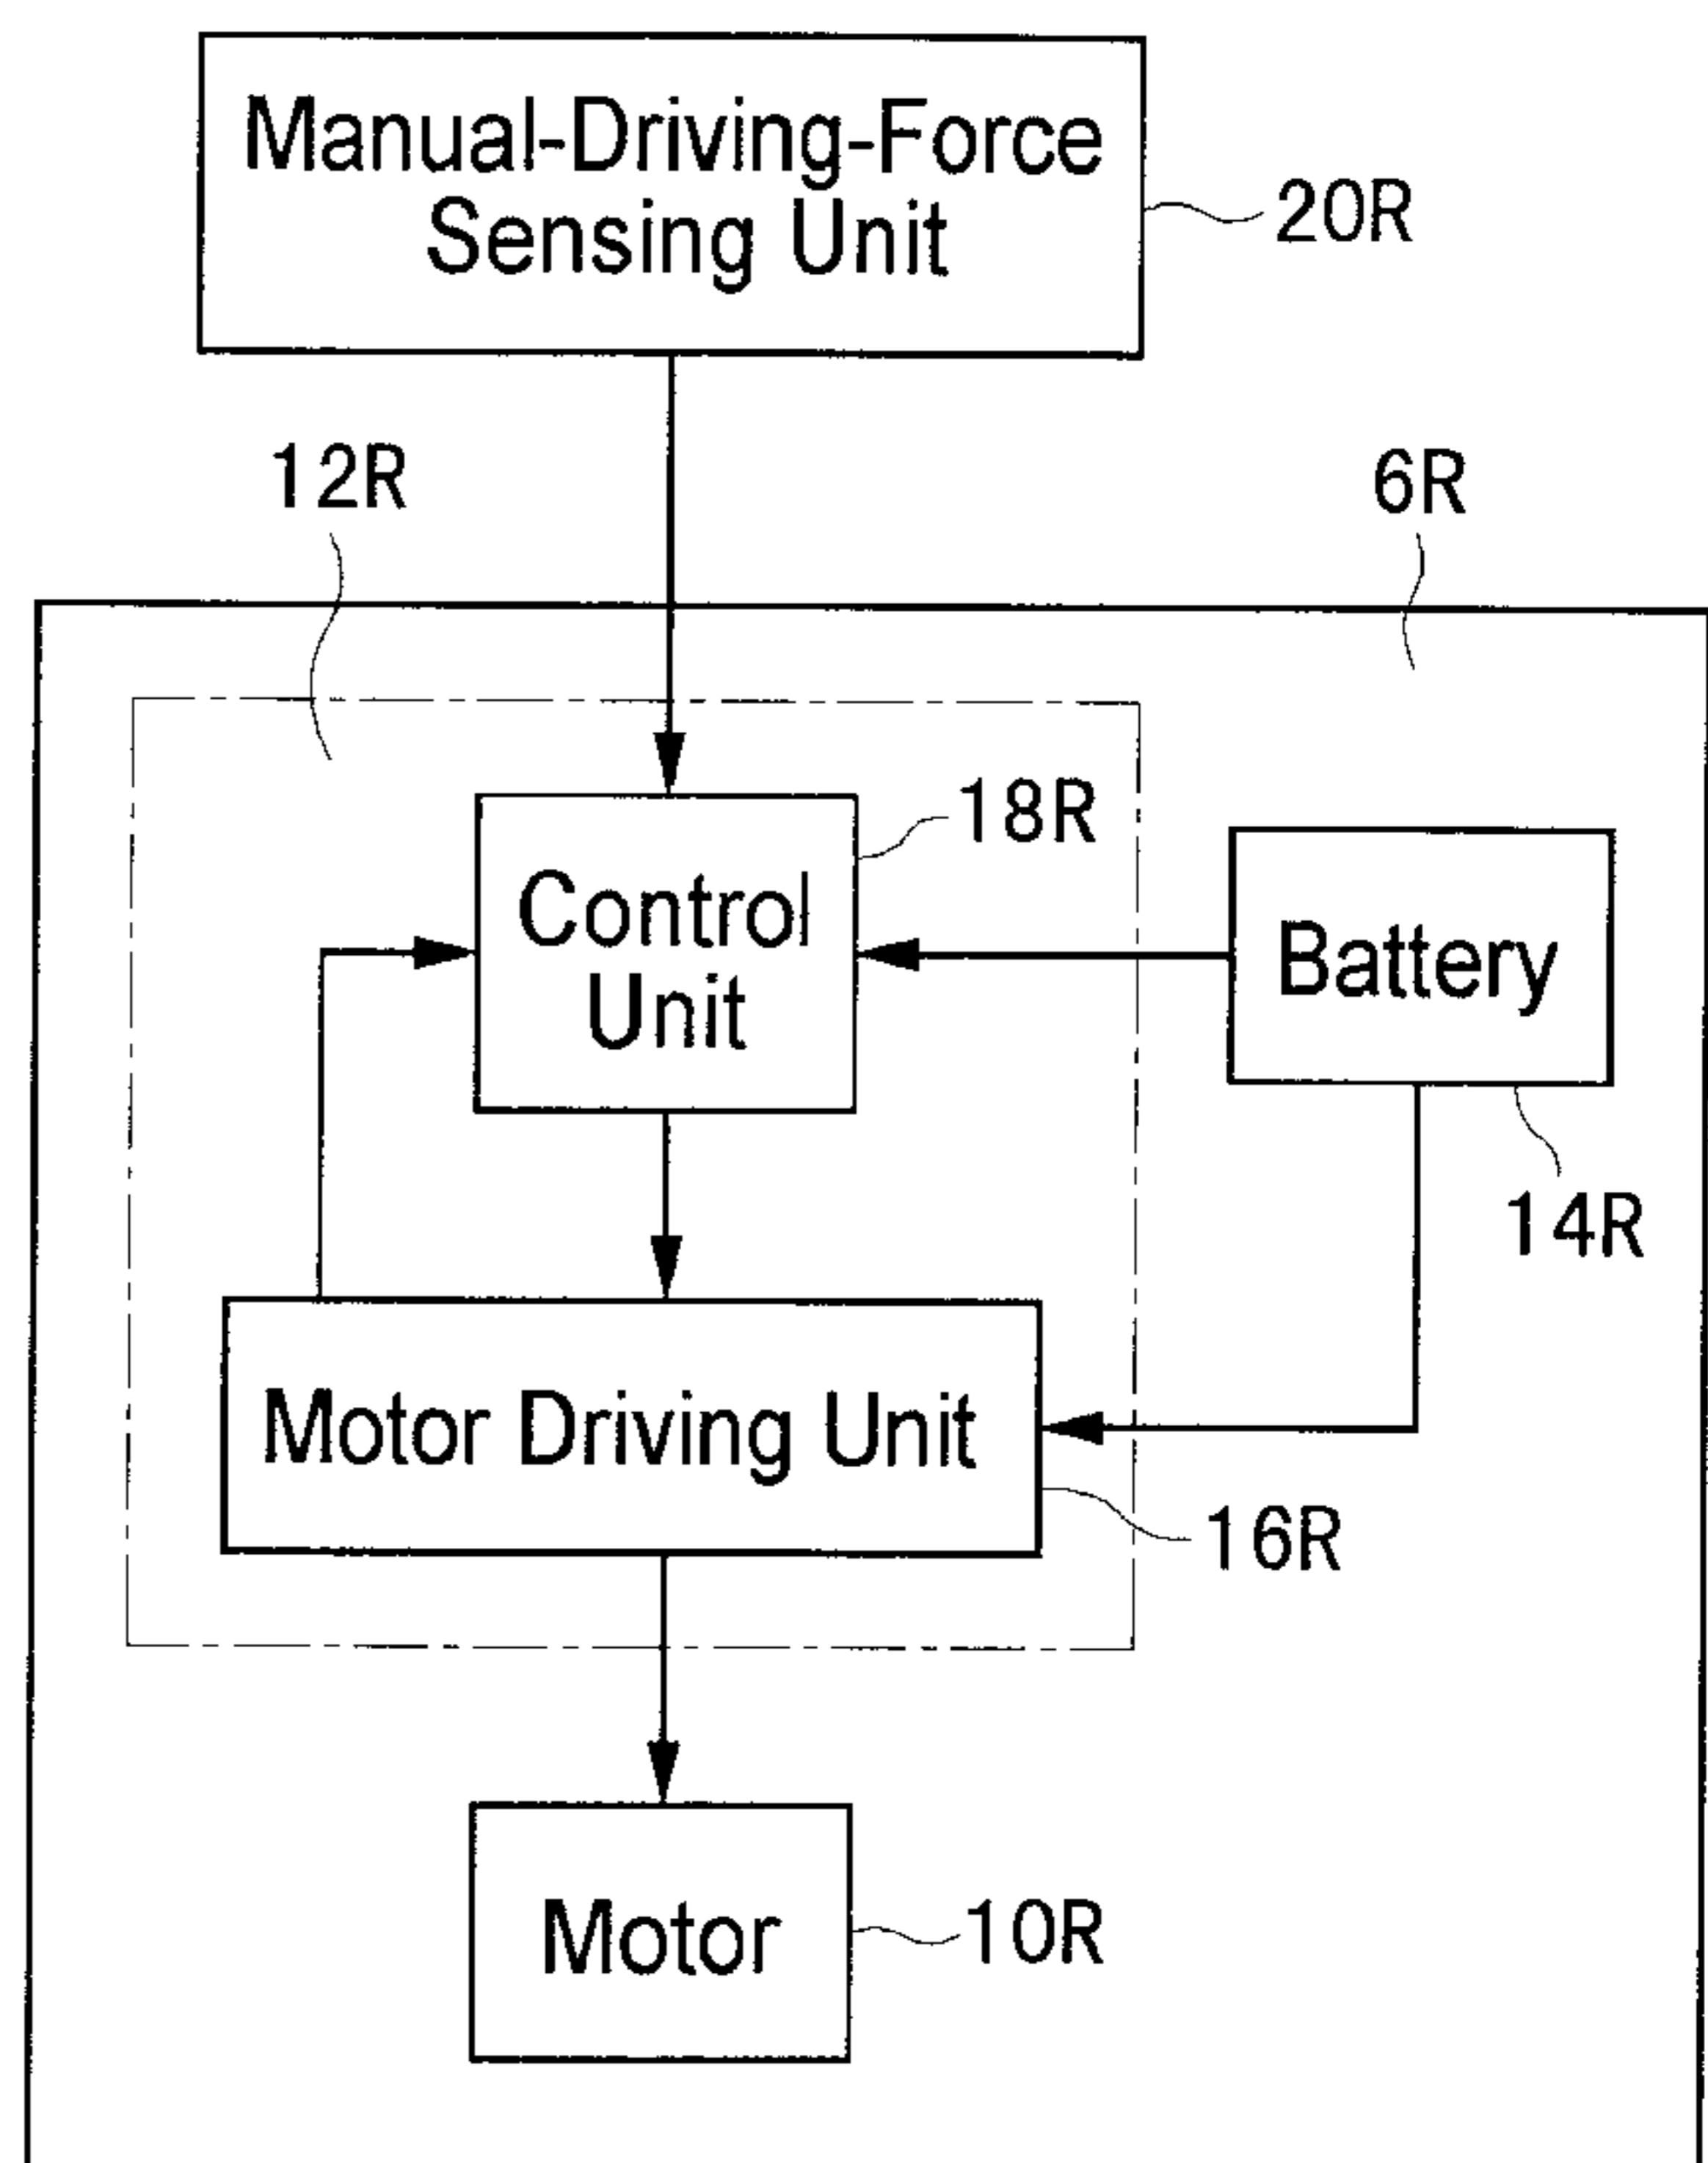 Manual-Driving-Force
Sensing Unit
20R
12R
6R
18R
Control
Unit
Battery
14R
Motor Driving Unit
16R
Motor
10R